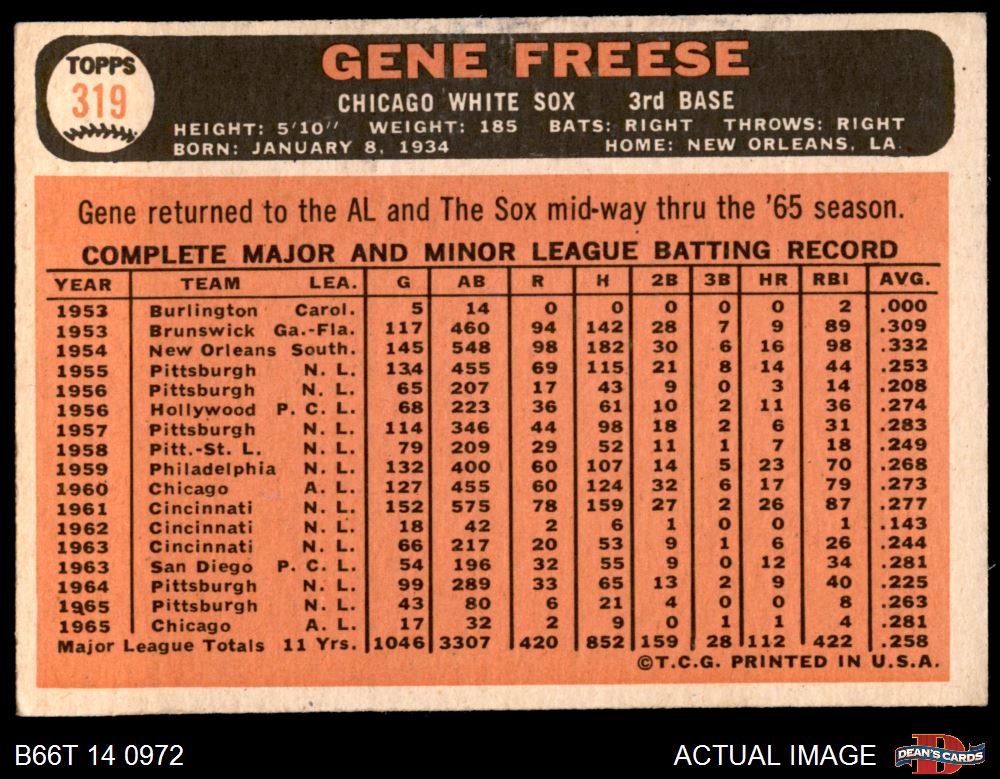 TOPPS
319
GENE FREESE
CHICAGO WHITE SOX 3rd BASE
HEIGHT: 5'10" WEIGHT: 185 BATS: RIGHT THROWS: RIGHT
BORN: JANUARY 8, 1934 HOME: NEW ORLEANS, LA.
Gene returned to the AL and The Sox mid-way thru the '65 season.
COMPLETE MAJOR AND MINOR LEAGUE BATTING RECORD
YEAR TEAM LEA. G AB R H 2B 3B HR RBI AVG.
1953 Burlington Carol. 5 14 0 0 0 0 0 2 .000
1953 Brunswick Ga.-Fla. 117 460 94 142 28 7 9 89 .309
1954 New Orleans South. 145 548 98 182 30 6 16 98 .332
1955 Pittsburgh N. L. 134 455 69 115 21 8 14 44 .253
1956 Pittsburgh N. L. 65 207 17 43 9 0 3 14 .208
1956 Hollywood P. C. L. 68 223 36 61 10 2 11 36 .274
1957 Pittsburgh N. L. 114 346 44 98 18 2 6 31 .283
1958 Pitt.-St. L. N. L. 79 209 29 52 11 1 7 18 .249
1959 Philadelphia N. L. 132 400 60 107 14 5 23 70 .268
1960 Chicago A. L. 127 455 60 124 32 6 17 79 .273
1961 Cincinnati N. L. 152 575 78 159 27 2 26 87 .277
1962 Cincinnati N. L. 18 42 2 6 1 0 0 1 .143
1963 Cincinnati N. L. 66 217 20 53 9 1 6 26 .244
1963 San Diego P. C. L. 54 196 32 55 9 0 12 34 .281
1964 Pittsburgh N. L. 99 289 33 65 13 2 9 40 .225
1965 Pittsburgh N. L. 43 80 6 21 4 0 0 8 .263
1965 Chicago A. L. 17 32 2 9 0 1 1 4 .281
Major League Totals 11 Yrs. 1046 3307 420 852 159 28 112 422 .258
©T.C.G. PRINTED IN U.S.A.
B66T 14 0972 ACTUAL IMAGE DEAN'S CARDS